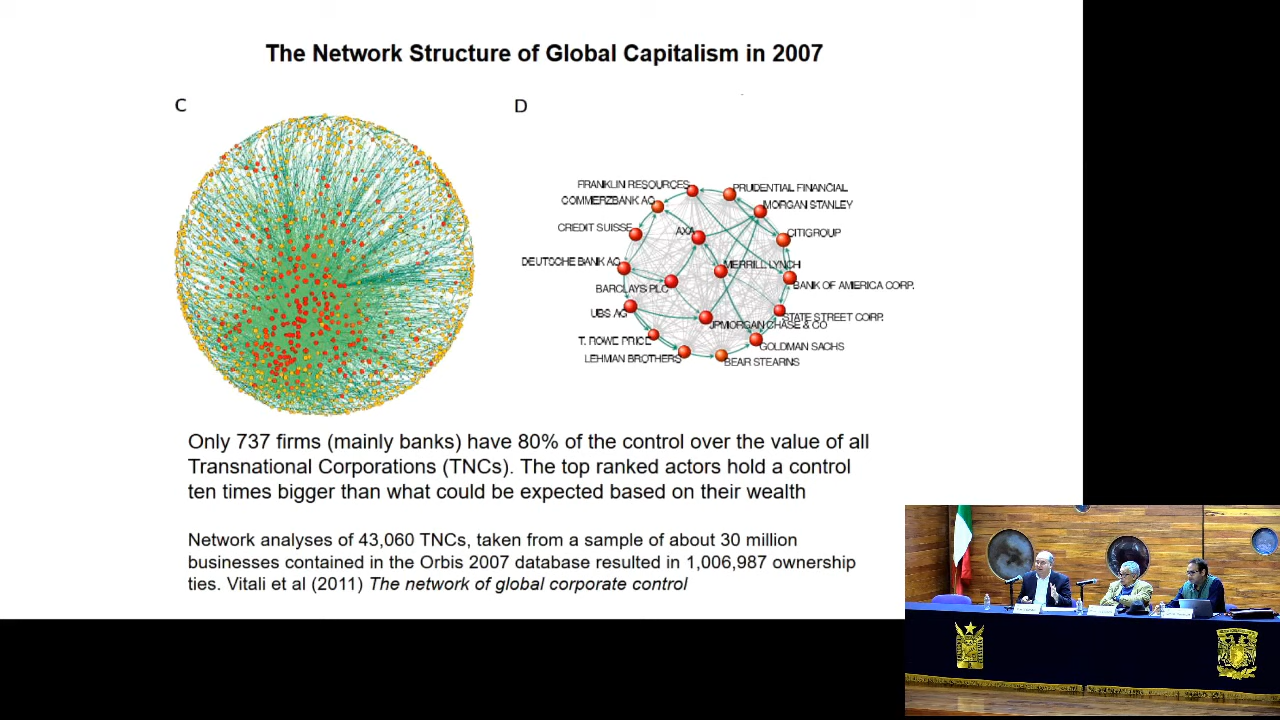 The Network Structure of Global Capitalism in 2007
C
D
FRANKLIN RESOURCES
PRUDENTIAL FINANCIAL
COMMERZBANK AG
MORGAN STANLEY
CREDIT SUISSE
AXA
CITIGROUP
DEUTSCHE BANK AG
MERRILL LYNCH
BARCLAYS PLC
BANK OF AMERICA CORP.
UBS AG
STATE STREET CORP.
JPMORGAN CHASE & CO
T. ROWE PRICE
GOLDMAN SACHS
LEHMAN BROTHERS
BEAR STEARNS
Only 737 firms (mainly banks) have 80% of the control over the value of all
Transnational Corporations (TNCs). The top ranked actors hold a control
ten times bigger than what could be expected based on their wealth
Network analyses of 43,060 TNCs, taken from a sample of about 30 million
businesses contained in the Orbis 2007 database resulted in 1,006,987 ownership
ties. Vitali et al (2011) The network of global corporate control